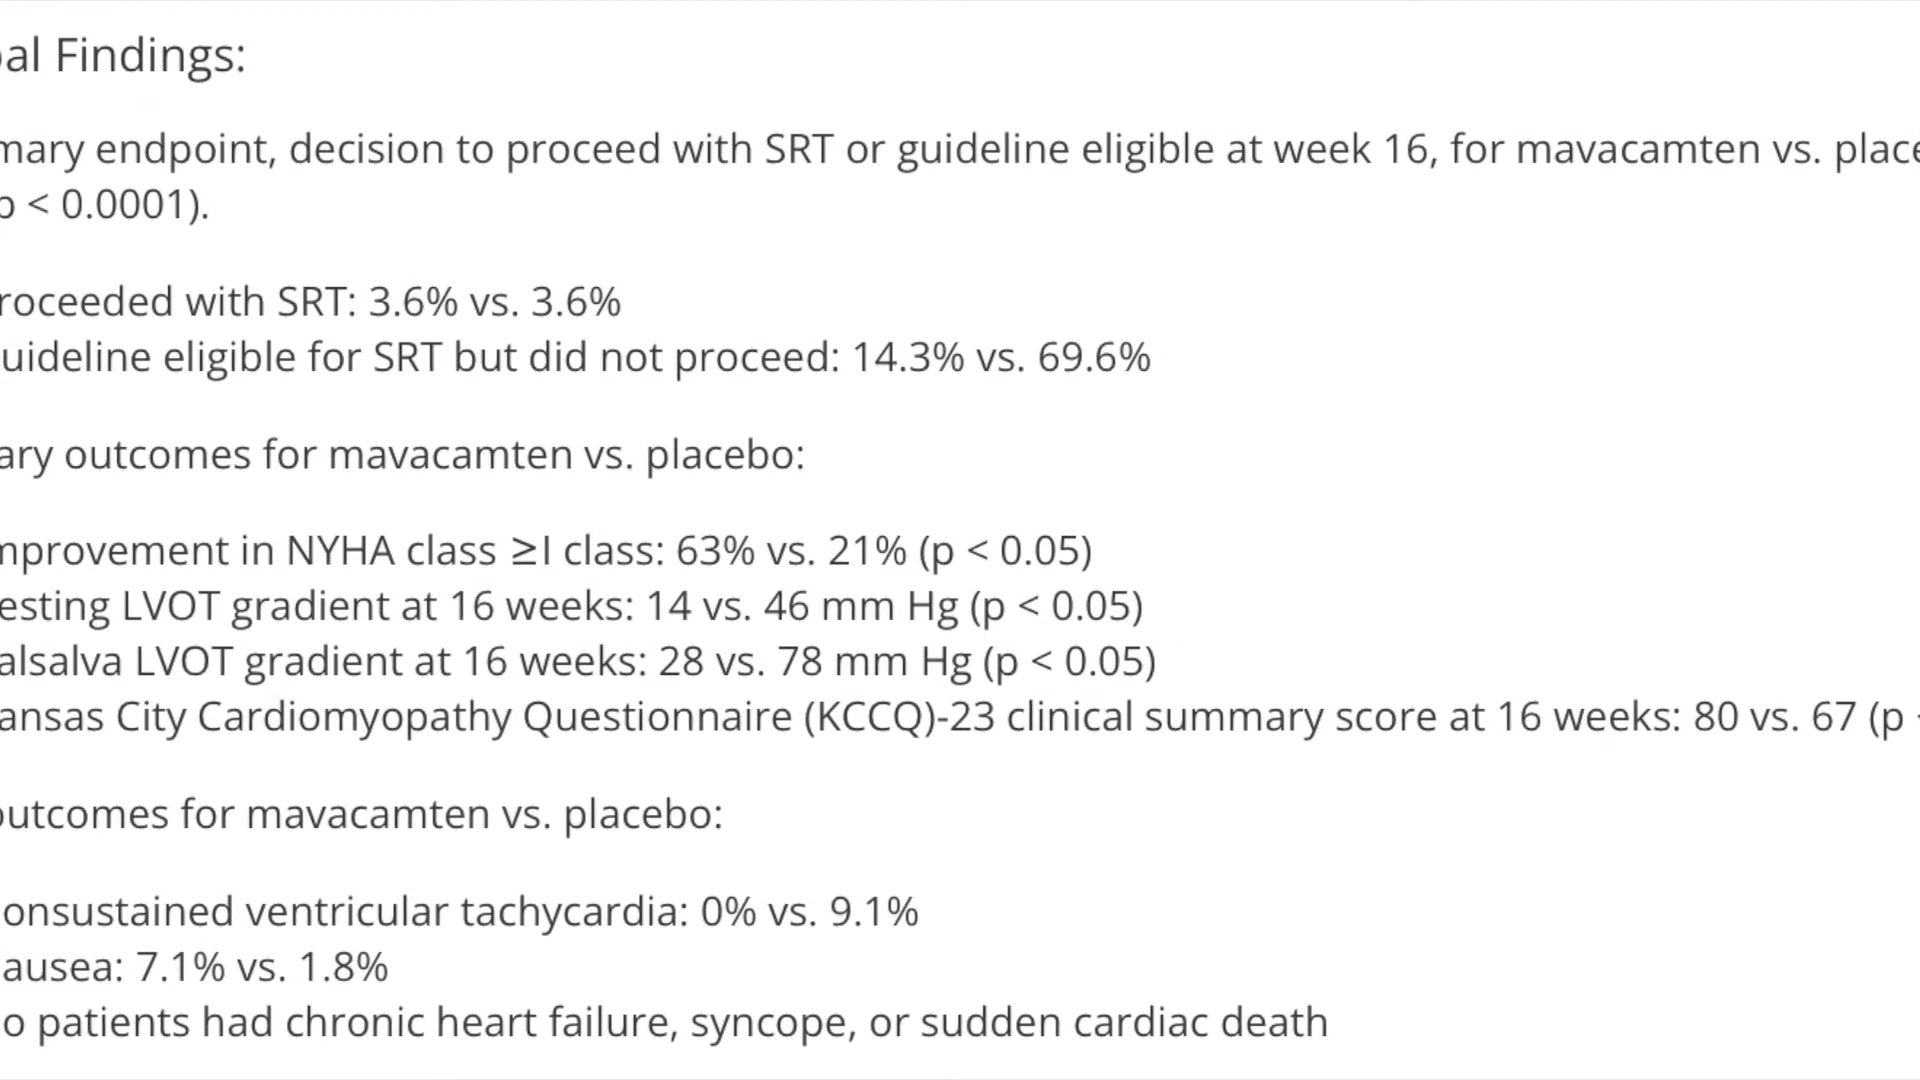 al Findings:
mary endpoint, decision to proceed with SRT or guideline eligible at week 16, for mavacamten vs. place
p < 0.0001).
roceeded with SRT: 3.6% vs. 3.6%
uideline eligible for SRT but did not proceed: 14.3% vs. 69.6%
ary outcomes for mavacamten vs. placebo:
mprovement in NYHA class ≥I class: 63% vs. 21% (p < 0.05)
esting LVOT gradient at 16 weeks: 14 vs. 46 mm Hg (p < 0.05)
alsalva LVOT gradient at 16 weeks: 28 vs. 78 mm Hg (p < 0.05)
ansas City Cardiomyopathy Questionnaire (KCCQ)-23 clinical summary score at 16 weeks: 80 vs. 67 (p
outcomes for mavacamten vs. placebo:
onsustained ventricular tachycardia: 0% vs. 9.1%
ausea: 7.1% vs. 1.8%
o patients had chronic heart failure, syncope, or sudden cardiac death